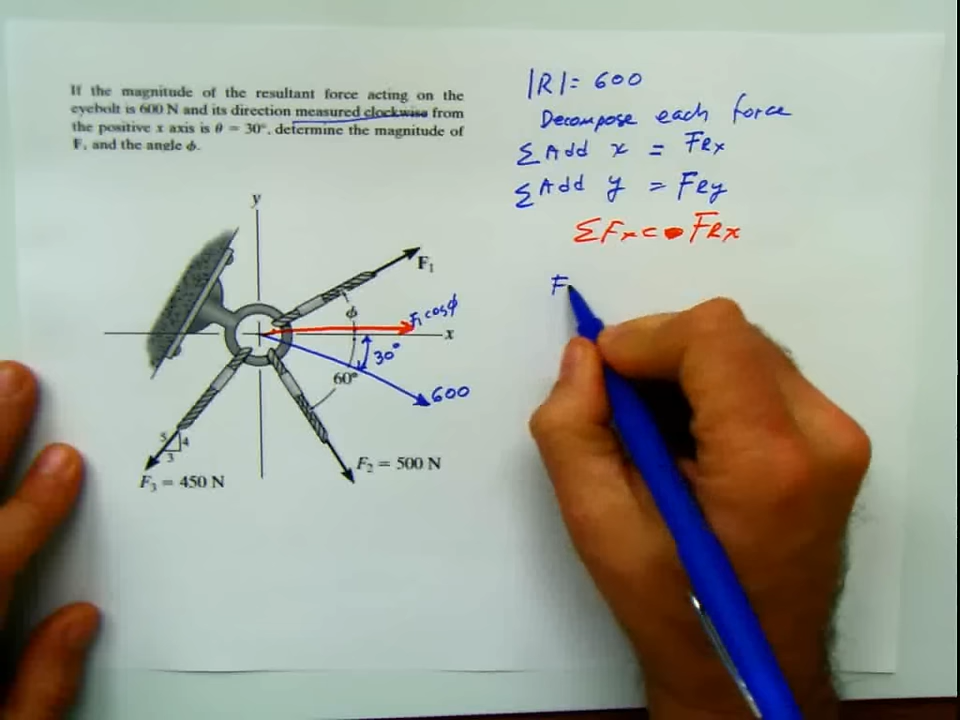 If the magnitude of the resultant force acting on the
eyebolt is 600 N and its direction measured clockwise from
the positive x axis is θ = 30°, determine the magnitude of
F₁ and the angle ϕ.
|R| = 600
Decompose each force
Σ Add x = FRx
Σ Add y = FRy
ΣFx = FRx
F
y
F₁
ϕ
F₁ cosϕ
x
30°
60°
600
5
4
3
F₂ = 500 N
F₃ = 450 N